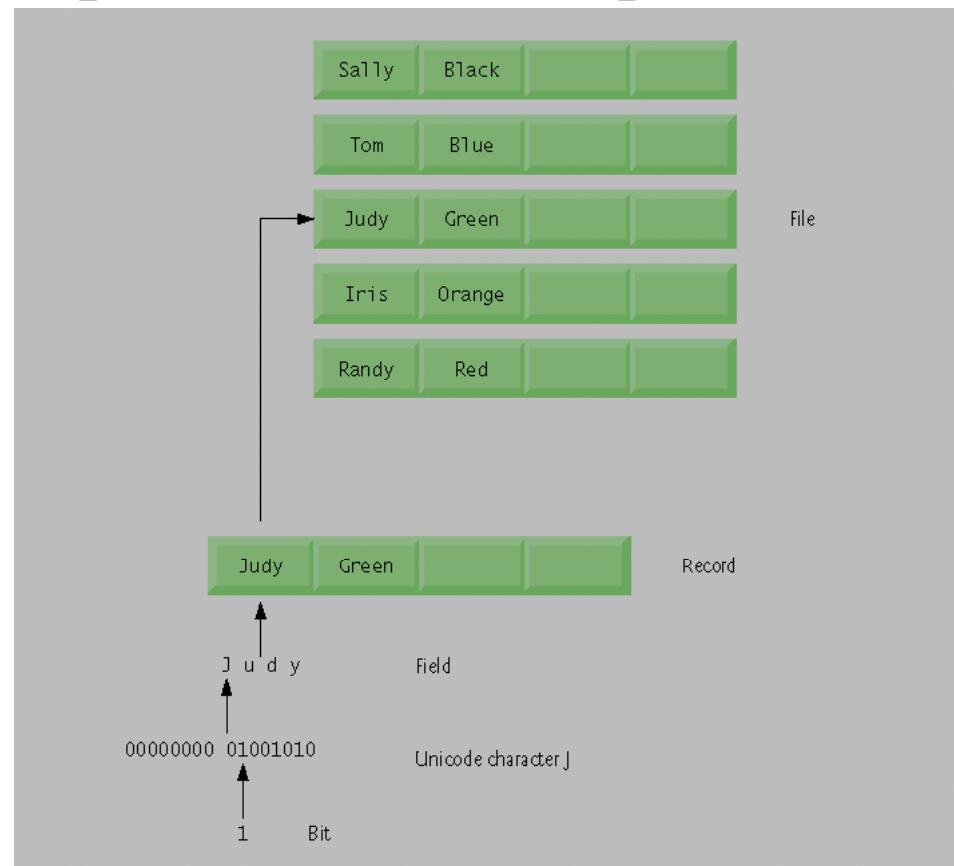 Sally Black
Tom Blue
Judy Green File
Iris Orange
Randy Red
Judy Green Record
J u d y Field
00000000 01001010 Unicode character J
1 Bit